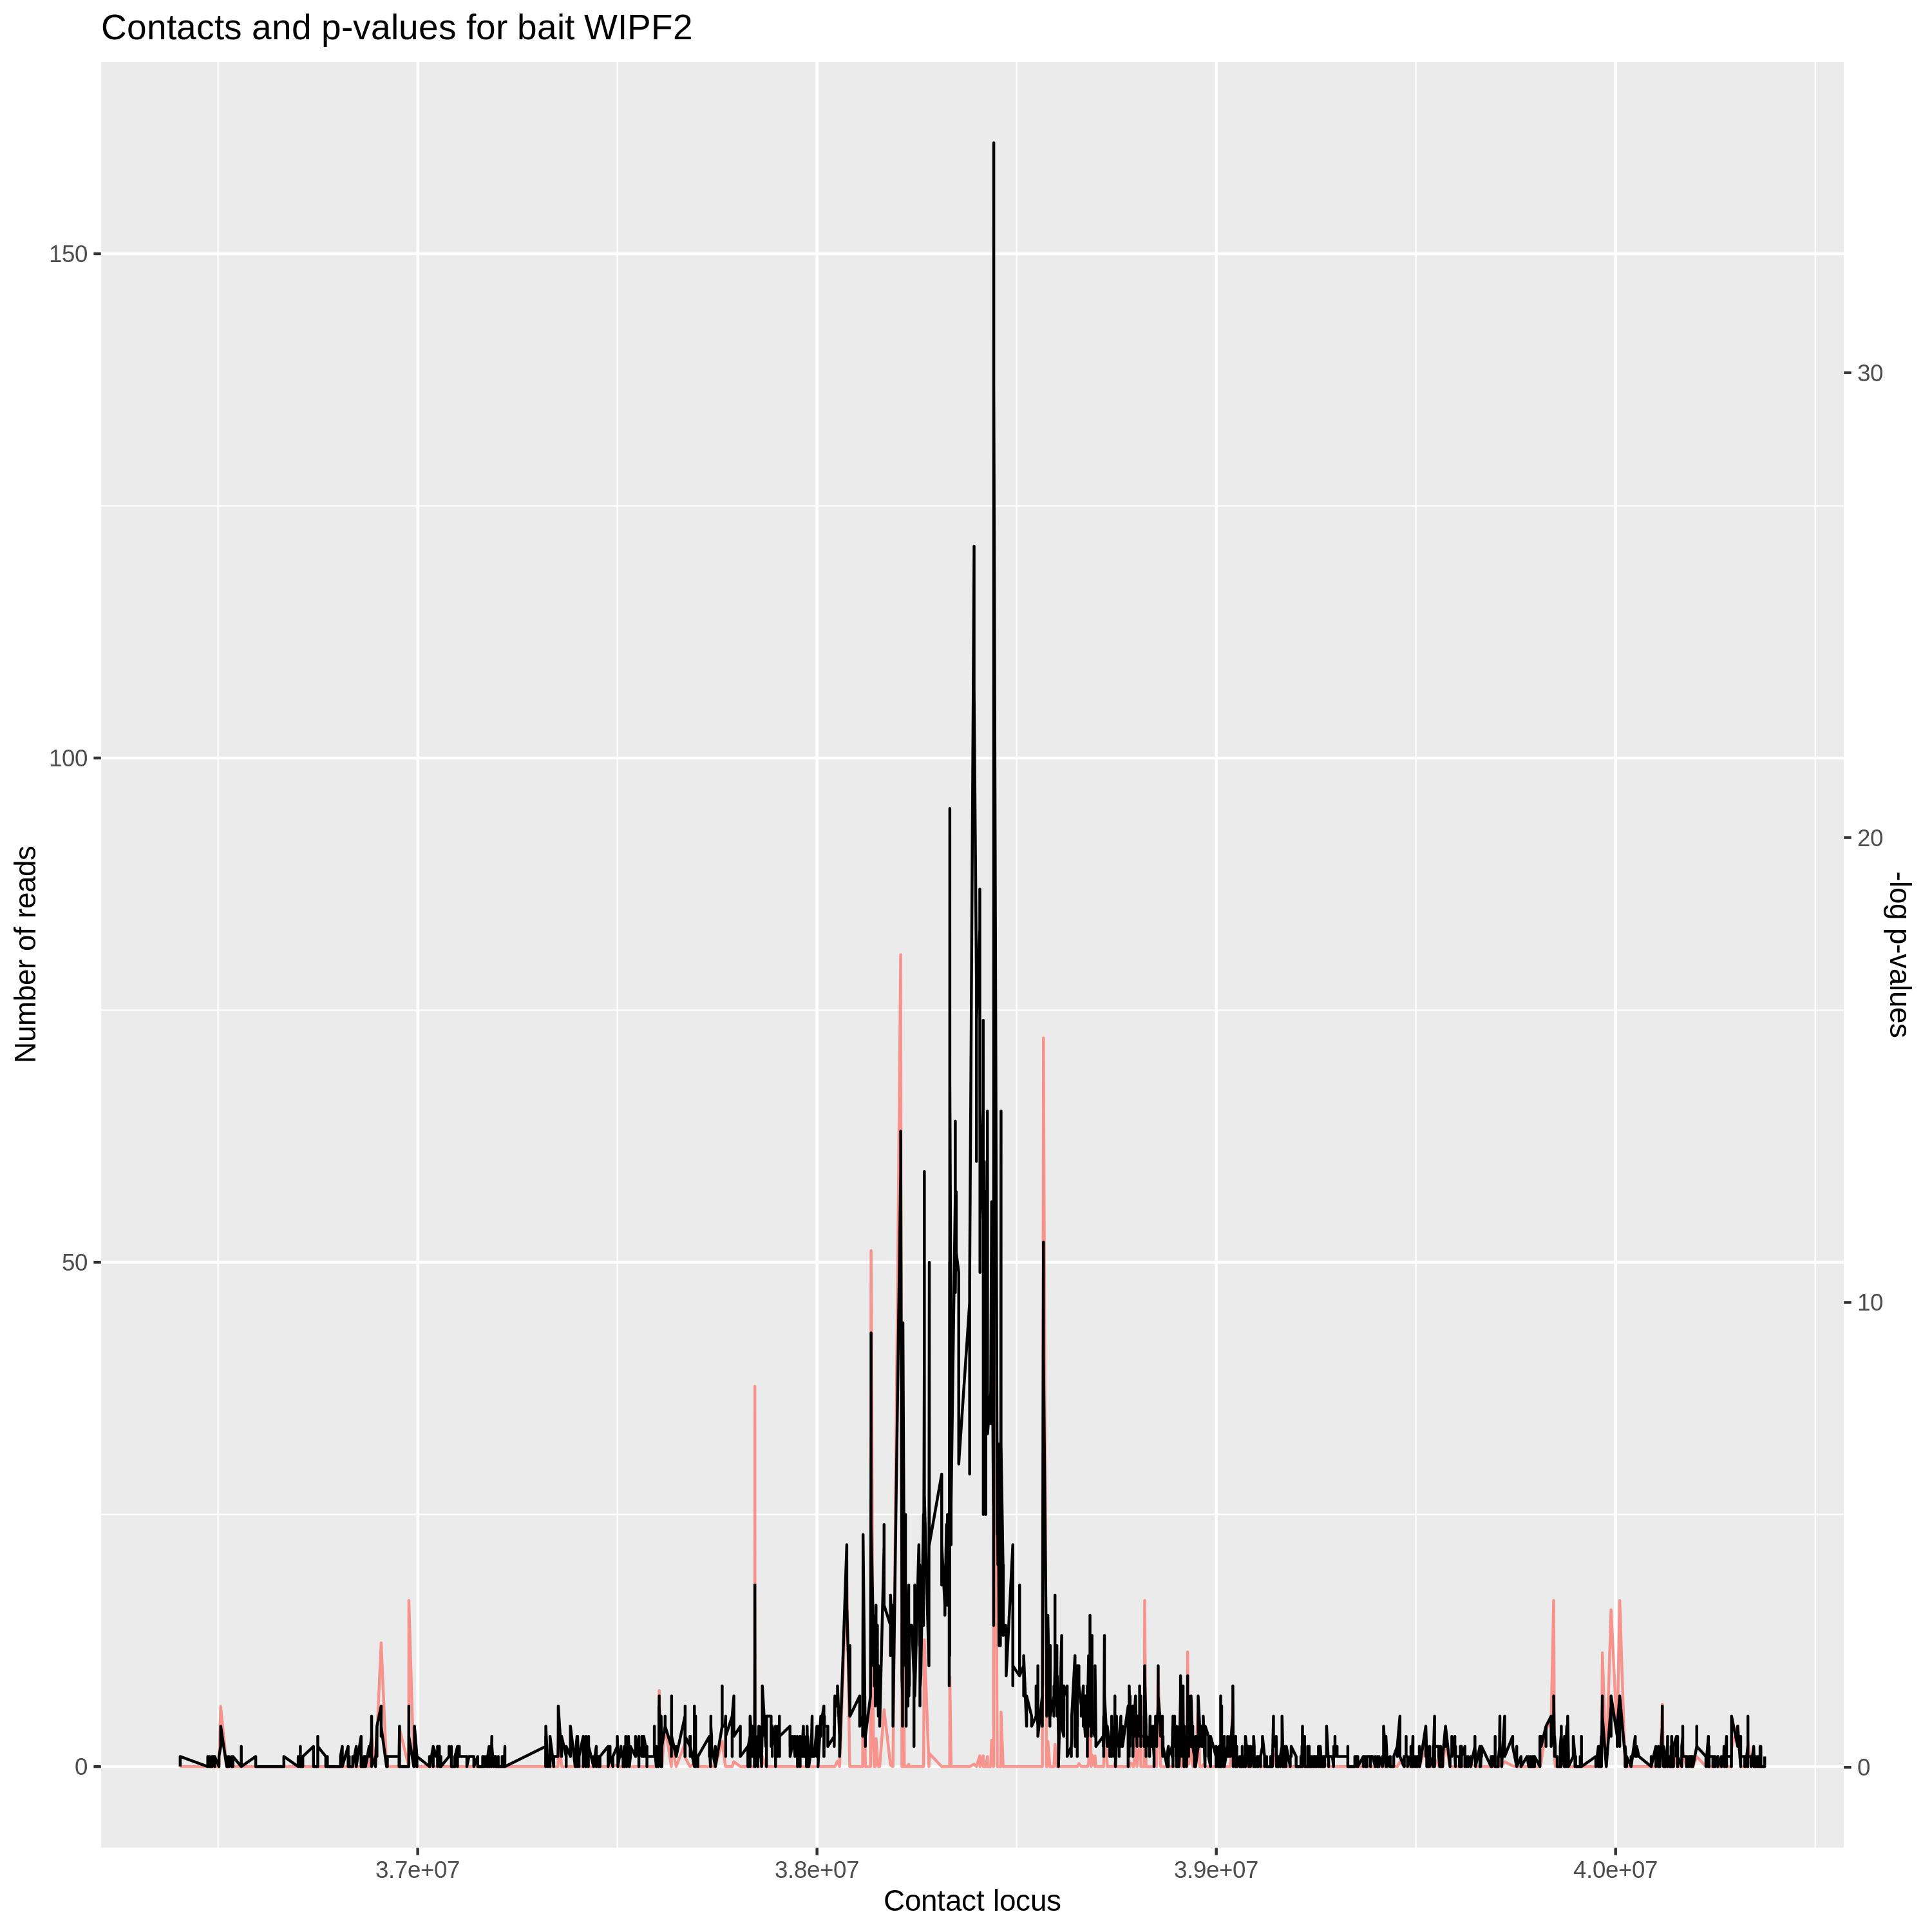 Contacts and p-values for bait WIPF2
150
100
50
0
Number of reads
30
20
10
0
-log p-values
3.7e+07
3.8e+07
3.9e+07
4.0e+07
Contact locus